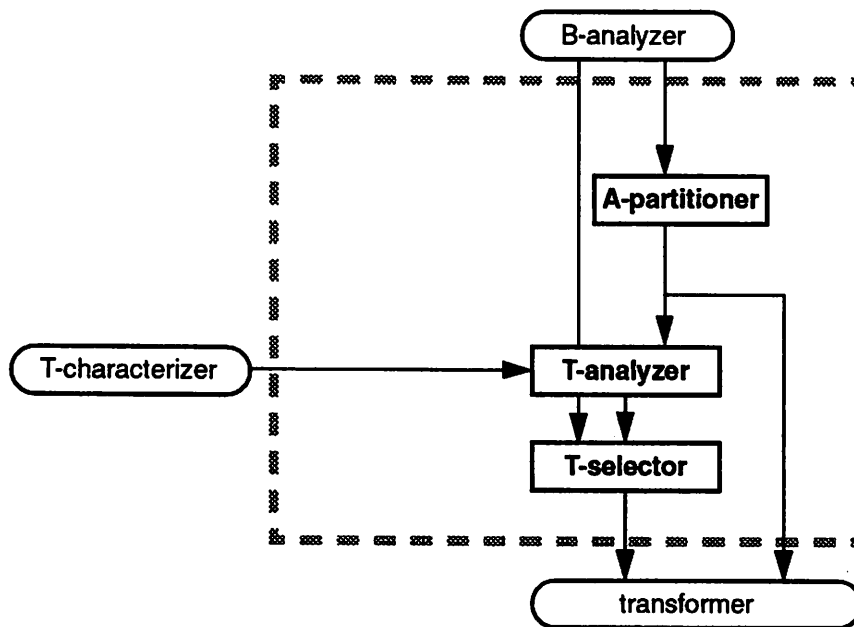 B-analyzer
A-partitioner
T-characterizer
T-analyzer
T-selector
transformer